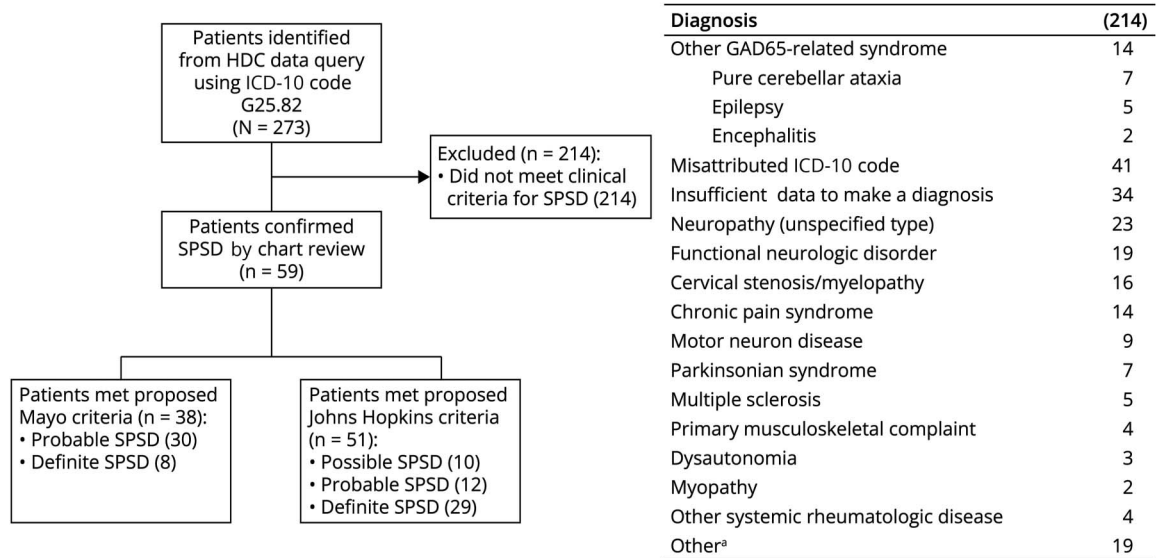 Patients identified
from HDC data query
using ICD-10 code
G25.82
(N = 273)
Excluded (n = 214):
• Did not meet clinical
criteria for SPSD (214)
Patients confirmed
SPSD by chart review
(n = 59)
Patients met proposed
Mayo criteria (n = 38):
• Probable SPSD (30)
• Definite SPSD (8)
Patients met proposed
Johns Hopkins criteria
(n = 51):
• Possible SPSD (10)
• Probable SPSD (12)
• Definite SPSD (29)
Diagnosis (214)
Other GAD65-related syndrome 14
Pure cerebellar ataxia 7
Epilepsy 5
Encephalitis 2
Misattributed ICD-10 code 41
Insufficient data to make a diagnosis 34
Neuropathy (unspecified type) 23
Functional neurologic disorder 19
Cervical stenosis/myelopathy 16
Chronic pain syndrome 14
Motor neuron disease 9
Parkinsonian syndrome 7
Multiple sclerosis 5
Primary musculoskeletal complaint 4
Dysautonomia 3
Myopathy 2
Other systemic rheumatologic disease 4
Otherᵃ 19